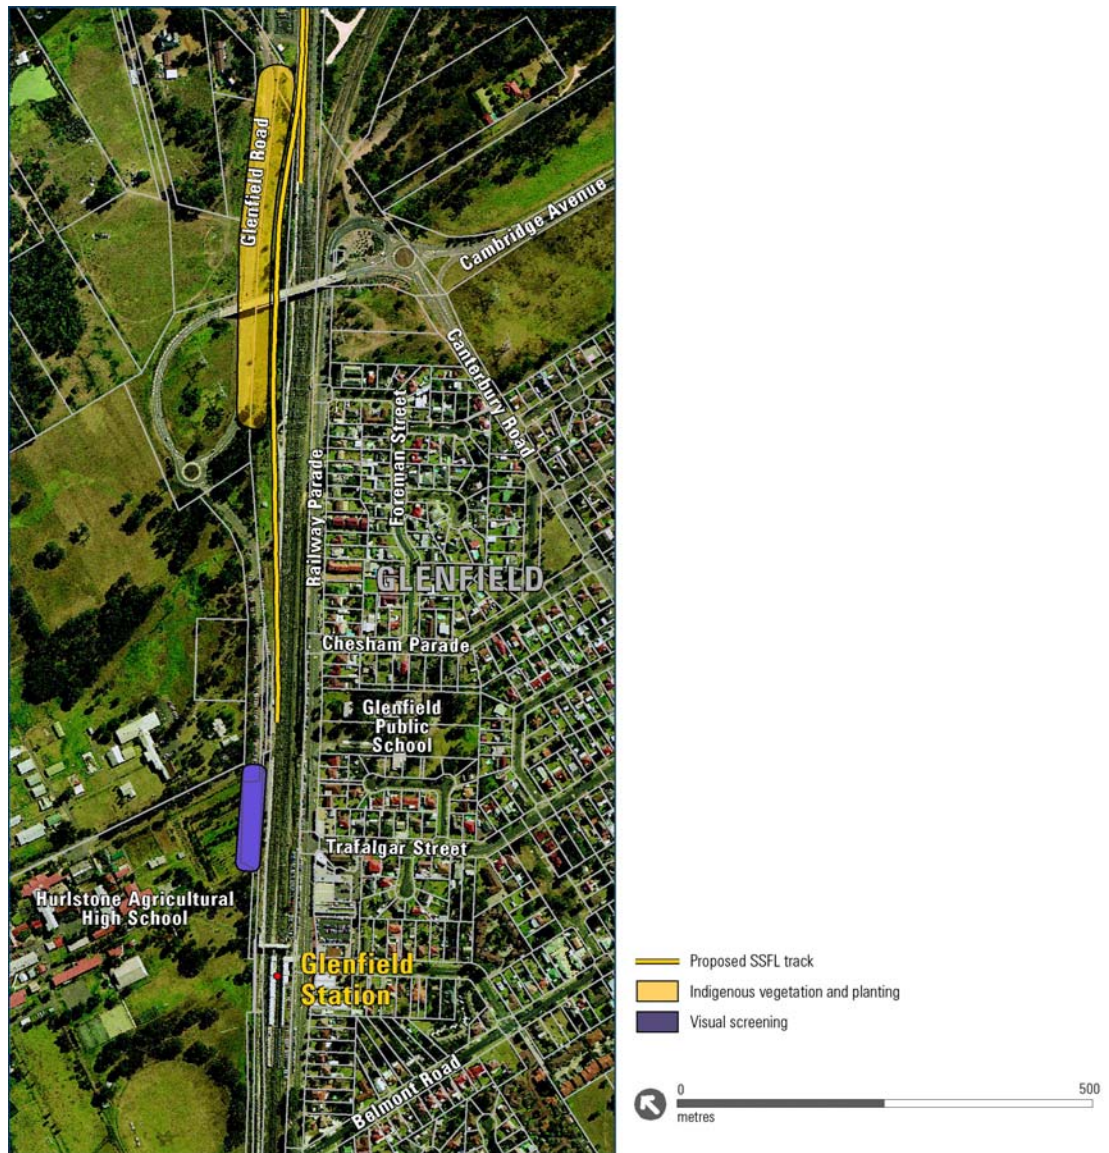 Glenfield Road
Cambridge Avenue
Canterbury Road
Foreman Street
Railway Parade
GLENFIELD
Chesham Parade
Glenfield
Public
School
Trafalgar Street
Hurlstone Agricultural
High School
Glenfield
Station
Belmont Road
Proposed SSFL track
Indigenous vegetation and planting
Visual screening
0 500
metres